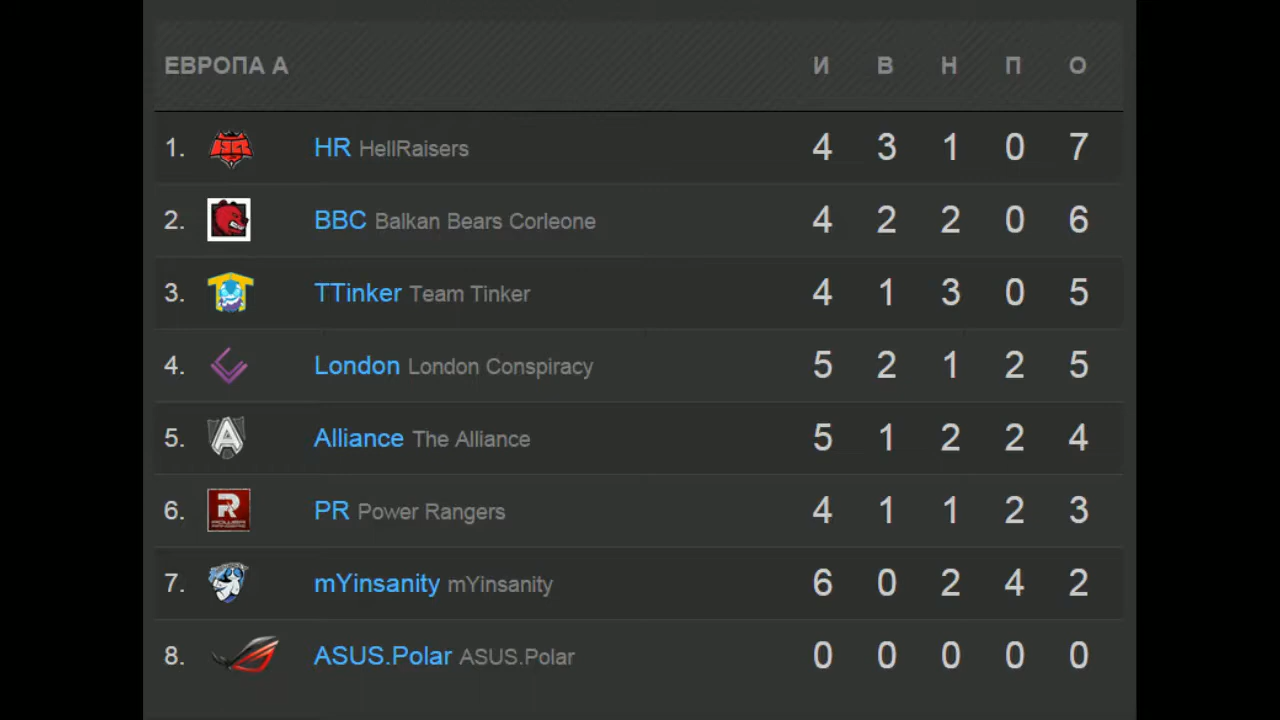 ЕВРОПА А И В Н П О
1. HR HellRaisers 4 3 1 0 7
2. BBC Balkan Bears Corleone 4 2 2 0 6
3. TTinker Team Tinker 4 1 3 0 5
4. London London Conspiracy 5 2 1 2 5
5. A Alliance The Alliance 5 1 2 2 4
6. R POWER RANGERS PR Power Rangers 4 1 1 2 3
7. mYinsanity mYinsanity 6 0 2 4 2
8. ASUS.Polar ASUS.Polar 0 0 0 0 0